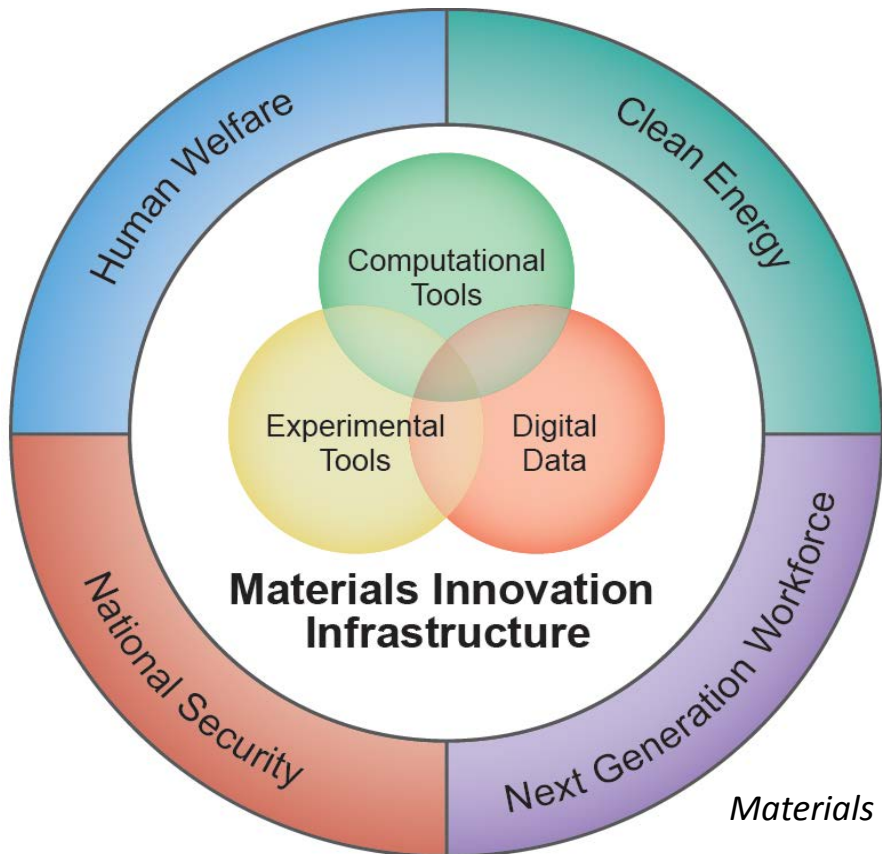 Human Welfare
Clean Energy
Computational
Tools
Experimental
Tools
Digital
Data
Materials Innovation
Infrastructure
National Security
Next Generation Workforce
Materials